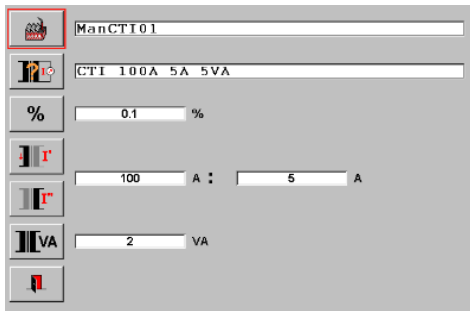 ManCTI01
CTI 100A 5A 5VA
% 0.1 %
I'
100 A : 5 A
I"
VA 2 VA